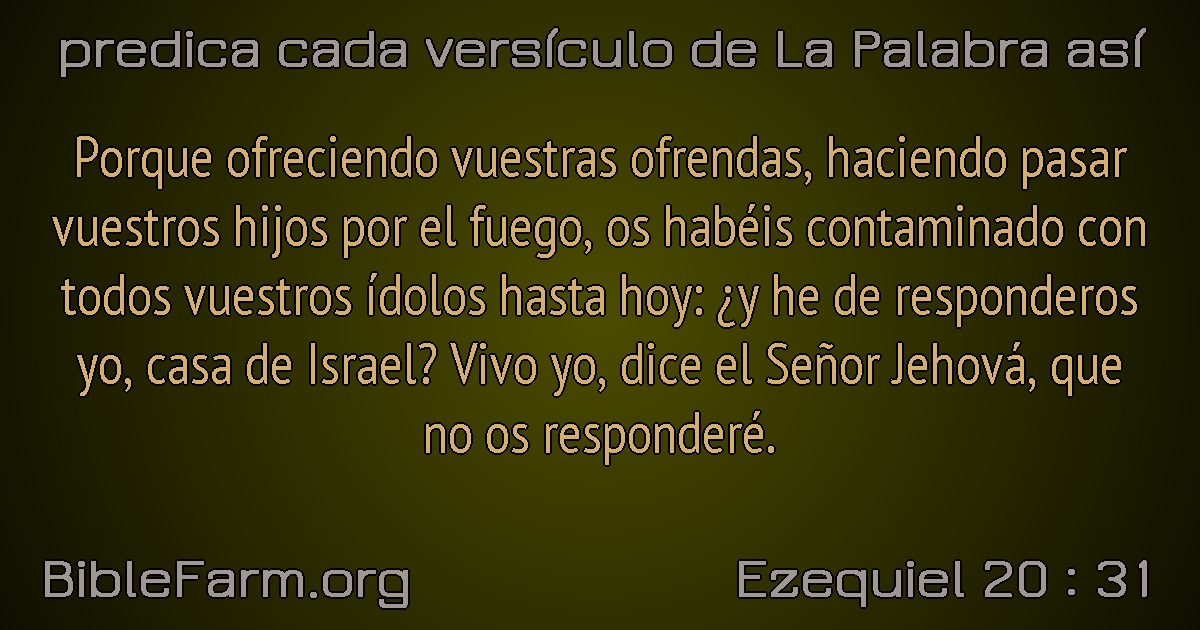 predica cada versículo de La Palabra así
Porque ofreciendo vuestras ofrendas, haciendo pasar
vuestros hijos por el fuego, os habéis contaminado con
todos vuestros ídolos hasta hoy: ¿y he de responderos
yo, casa de Israel? Vivo yo, dice el Señor Jehová, que
no os responderé.
BibleFarm.org
Ezequiel 20 : 31